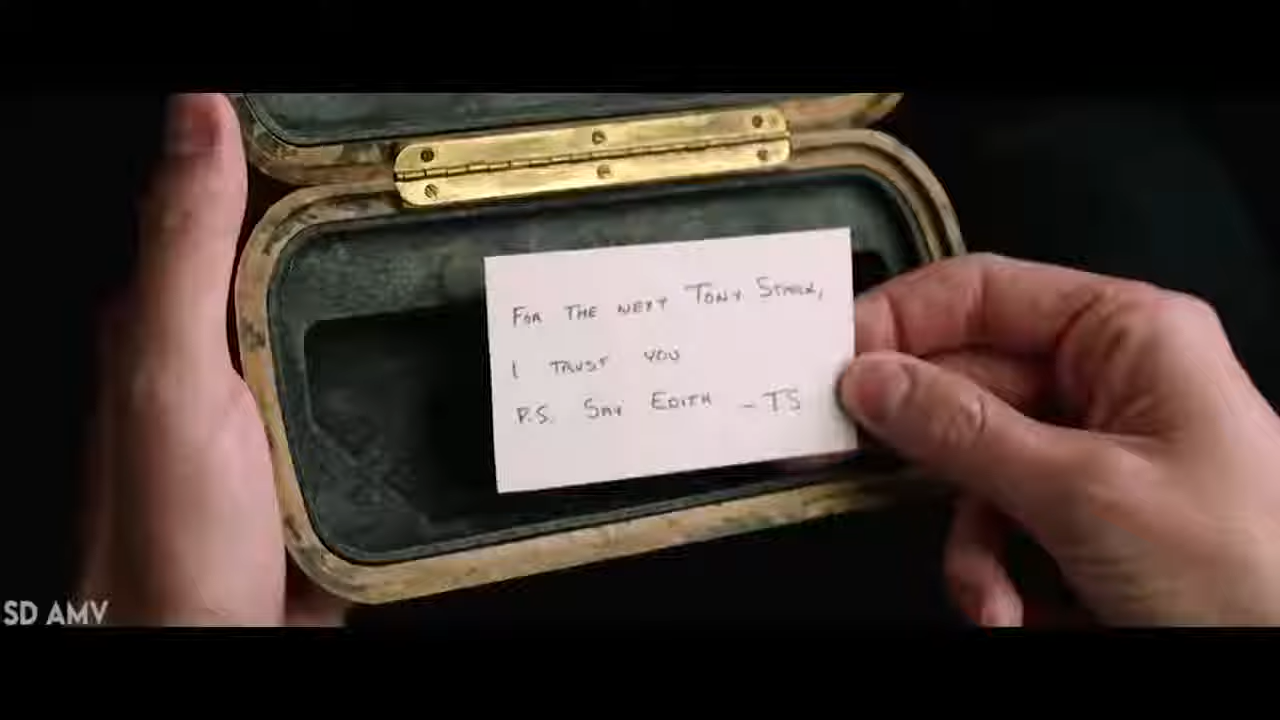 For the next Tony Stark,
I trust you
P.S. Say Edith – TS
SD AMV